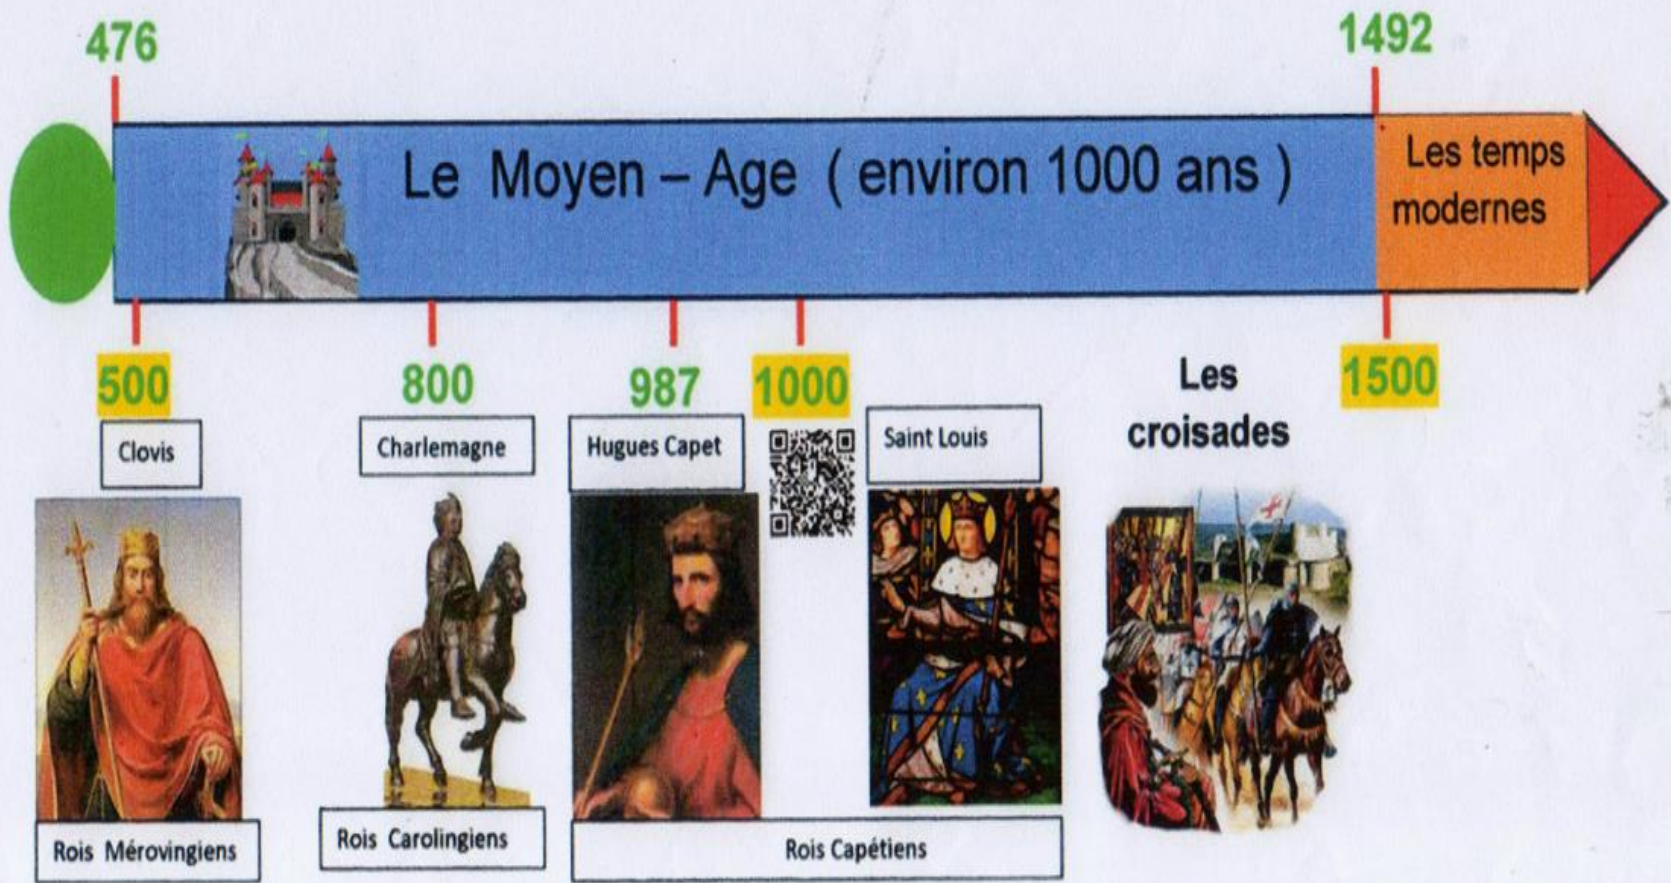 476
1492
Le Moyen – Age ( environ 1000 ans )
Les temps
modernes
500
800
987
1000
1500
Les
croisades
Clovis
Charlemagne
Hugues Capet
Saint Louis
Rois Mérovingiens
Rois Carolingiens
Rois Capétiens